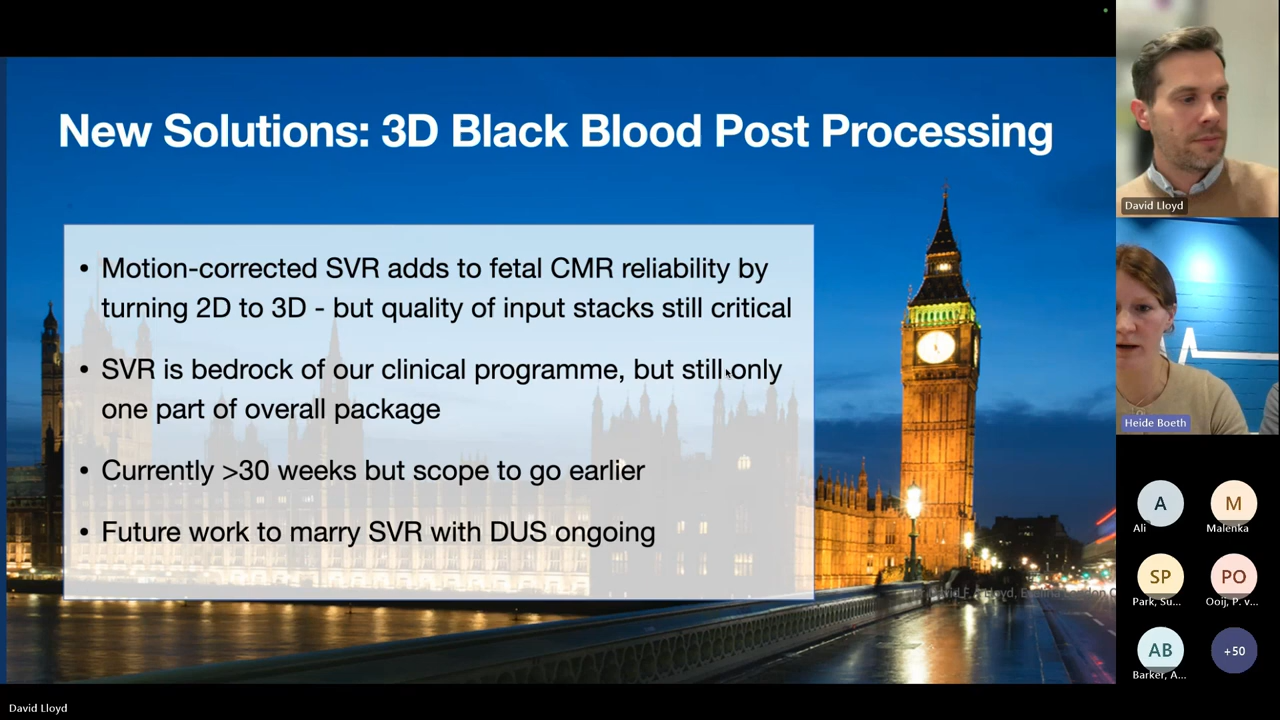 New Solutions: 3D Black Blood Post Processing
• Motion-corrected SVR adds to fetal CMR reliability by
turning 2D to 3D - but quality of input stacks still critical
• SVR is bedrock of our clinical programme, but still only
one part of overall package
• Currently >30 weeks but scope to go earlier
• Future work to marry SVR with DUS ongoing
David Lloyd
Heide Boeth
A
Ali
M
Malenka
SP
Park, Su...
PO
Ooij, P. v...
AB
Barker, A...
+50
David Lloyd